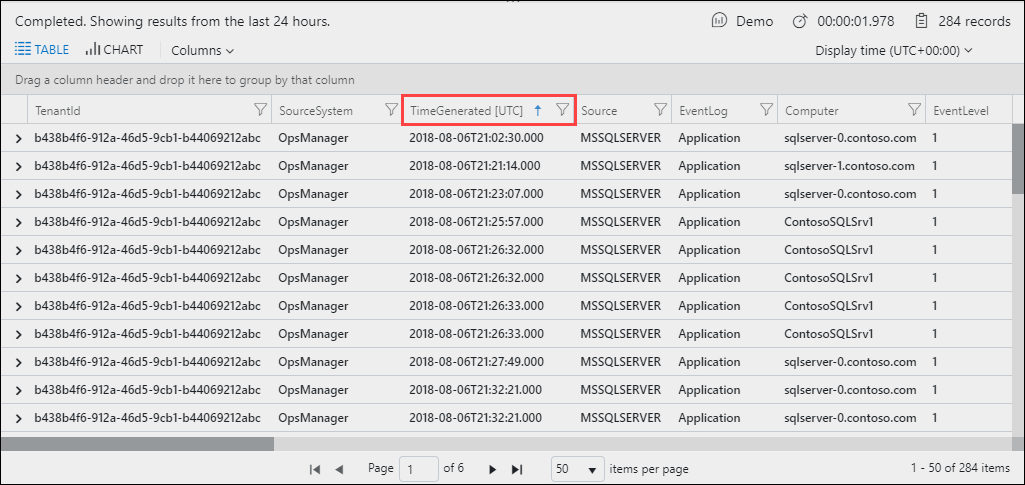 Completed. Showing results from the last 24 hours. Demo 00:00:01.978 284 records
TABLE CHART Columns Display time (UTC+00:00)
Drag a column header and drop it here to group by that column
TenantId SourceSystem TimeGenerated [UTC] Source EventLog Computer EventLevel
b438b4f6-912a-46d5-9cb1-b44069212abc OpsManager 2018-08-06T21:02:30.000 MSSQLSERVER Application sqlserver-0.contoso.com 1
b438b4f6-912a-46d5-9cb1-b44069212abc OpsManager 2018-08-06T21:21:14.000 MSSQLSERVER Application sqlserver-1.contoso.com 1
b438b4f6-912a-46d5-9cb1-b44069212abc OpsManager 2018-08-06T21:23:07.000 MSSQLSERVER Application sqlserver-0.contoso.com 1
b438b4f6-912a-46d5-9cb1-b44069212abc OpsManager 2018-08-06T21:25:57.000 MSSQLSERVER Application ContosoSQLSrv1 1
b438b4f6-912a-46d5-9cb1-b44069212abc OpsManager 2018-08-06T21:26:32.000 MSSQLSERVER Application ContosoSQLSrv1 1
b438b4f6-912a-46d5-9cb1-b44069212abc OpsManager 2018-08-06T21:26:32.000 MSSQLSERVER Application ContosoSQLSrv1 1
b438b4f6-912a-46d5-9cb1-b44069212abc OpsManager 2018-08-06T21:26:33.000 MSSQLSERVER Application ContosoSQLSrv1 1
b438b4f6-912a-46d5-9cb1-b44069212abc OpsManager 2018-08-06T21:26:33.000 MSSQLSERVER Application ContosoSQLSrv1 1
b438b4f6-912a-46d5-9cb1-b44069212abc OpsManager 2018-08-06T21:27:49.000 MSSQLSERVER Application sqlserver-0.contoso.com 1
b438b4f6-912a-46d5-9cb1-b44069212abc OpsManager 2018-08-06T21:32:21.000 MSSQLSERVER Application sqlserver-0.contoso.com 1
b438b4f6-912a-46d5-9cb1-b44069212abc OpsManager 2018-08-06T21:32:21.000 MSSQLSERVER Application sqlserver-0.contoso.com 1
Page 1 of 6 50 items per page 1 - 50 of 284 items